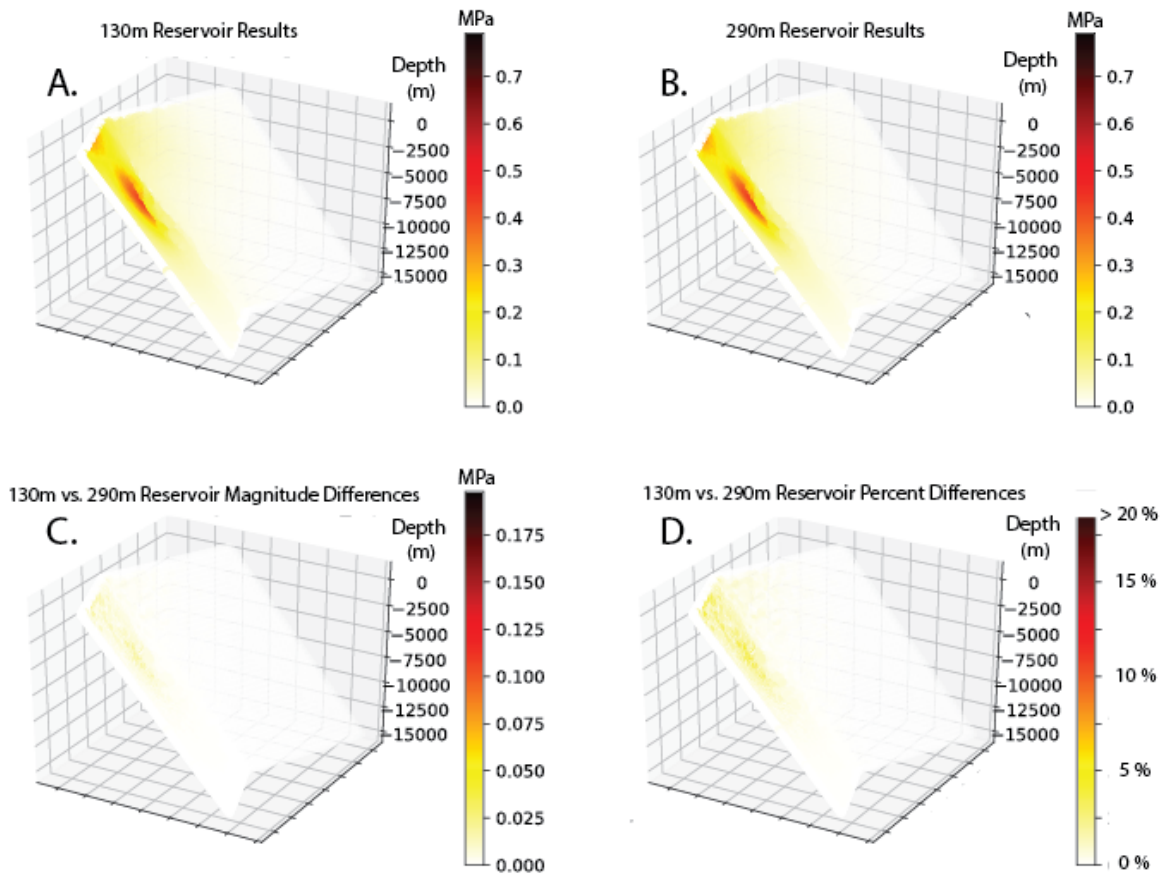 130m Reservoir Results
MPa
A.
Depth
(m)
0
−2500
−5000
−7500
−10000
−12500
−15000
0.7
0.6
0.5
0.4
0.3
0.2
0.1
0.0
290m Reservoir Results
MPa
B.
Depth
(m)
0
−2500
−5000
−7500
−10000
−12500
−15000
0.7
0.6
0.5
0.4
0.3
0.2
0.1
0.0
130m vs. 290m Reservoir Magnitude Differences
MPa
C.
Depth
(m)
0
−2500
−5000
−7500
−10000
−12500
−15000
0.175
0.150
0.125
0.100
0.075
0.050
0.025
0.000
130m vs. 290m Reservoir Percent Differences
D.
Depth
(m)
0
−2500
−5000
−7500
−10000
−12500
−15000
> 20 %
15 %
10 %
5 %
0 %